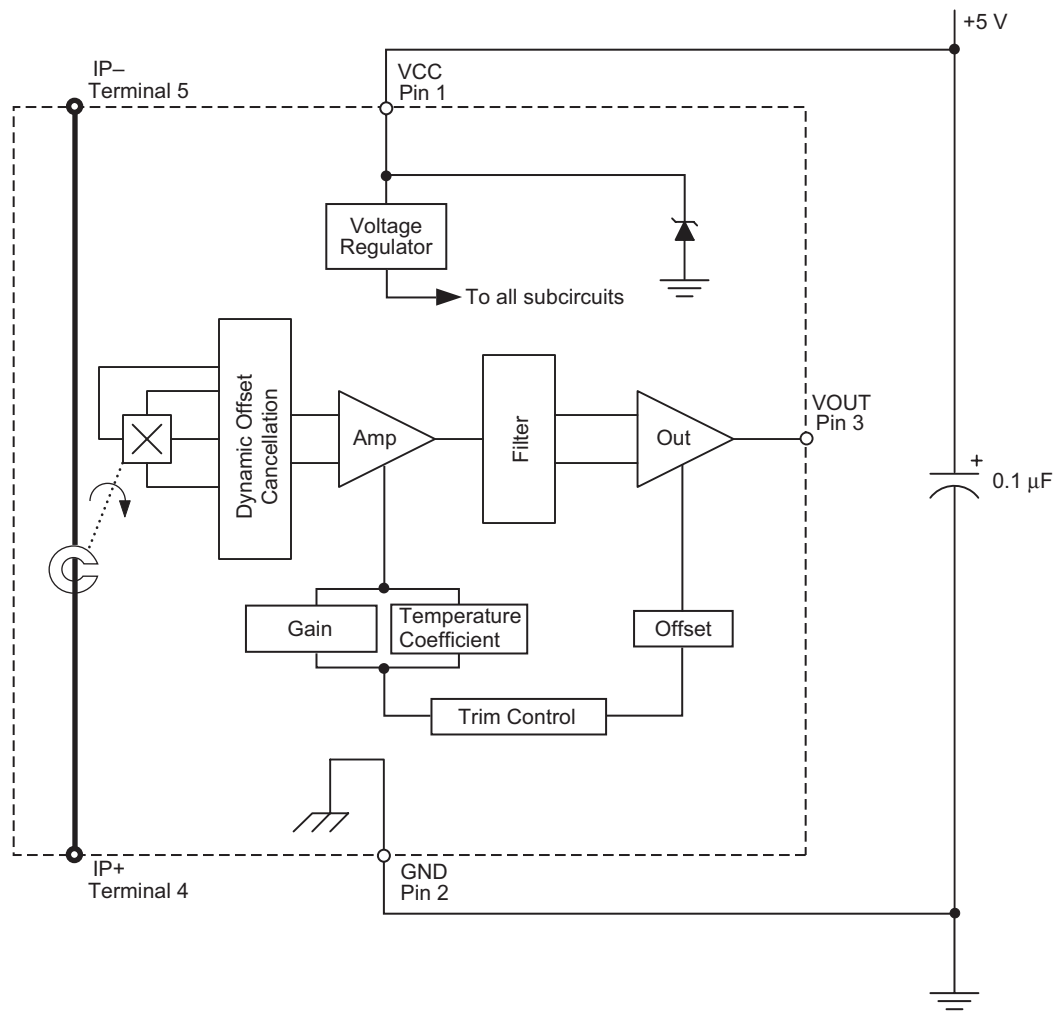 +5 V
IP–
Terminal 5
VCC
Pin 1
Voltage
Regulator
To all subcircuits
Dynamic Offset
Cancellation
Amp
Filter
Out
VOUT
Pin 3
+
0.1 µF
Gain
Temperature
Coefficient
Offset
Trim Control
IP+
Terminal 4
GND
Pin 2